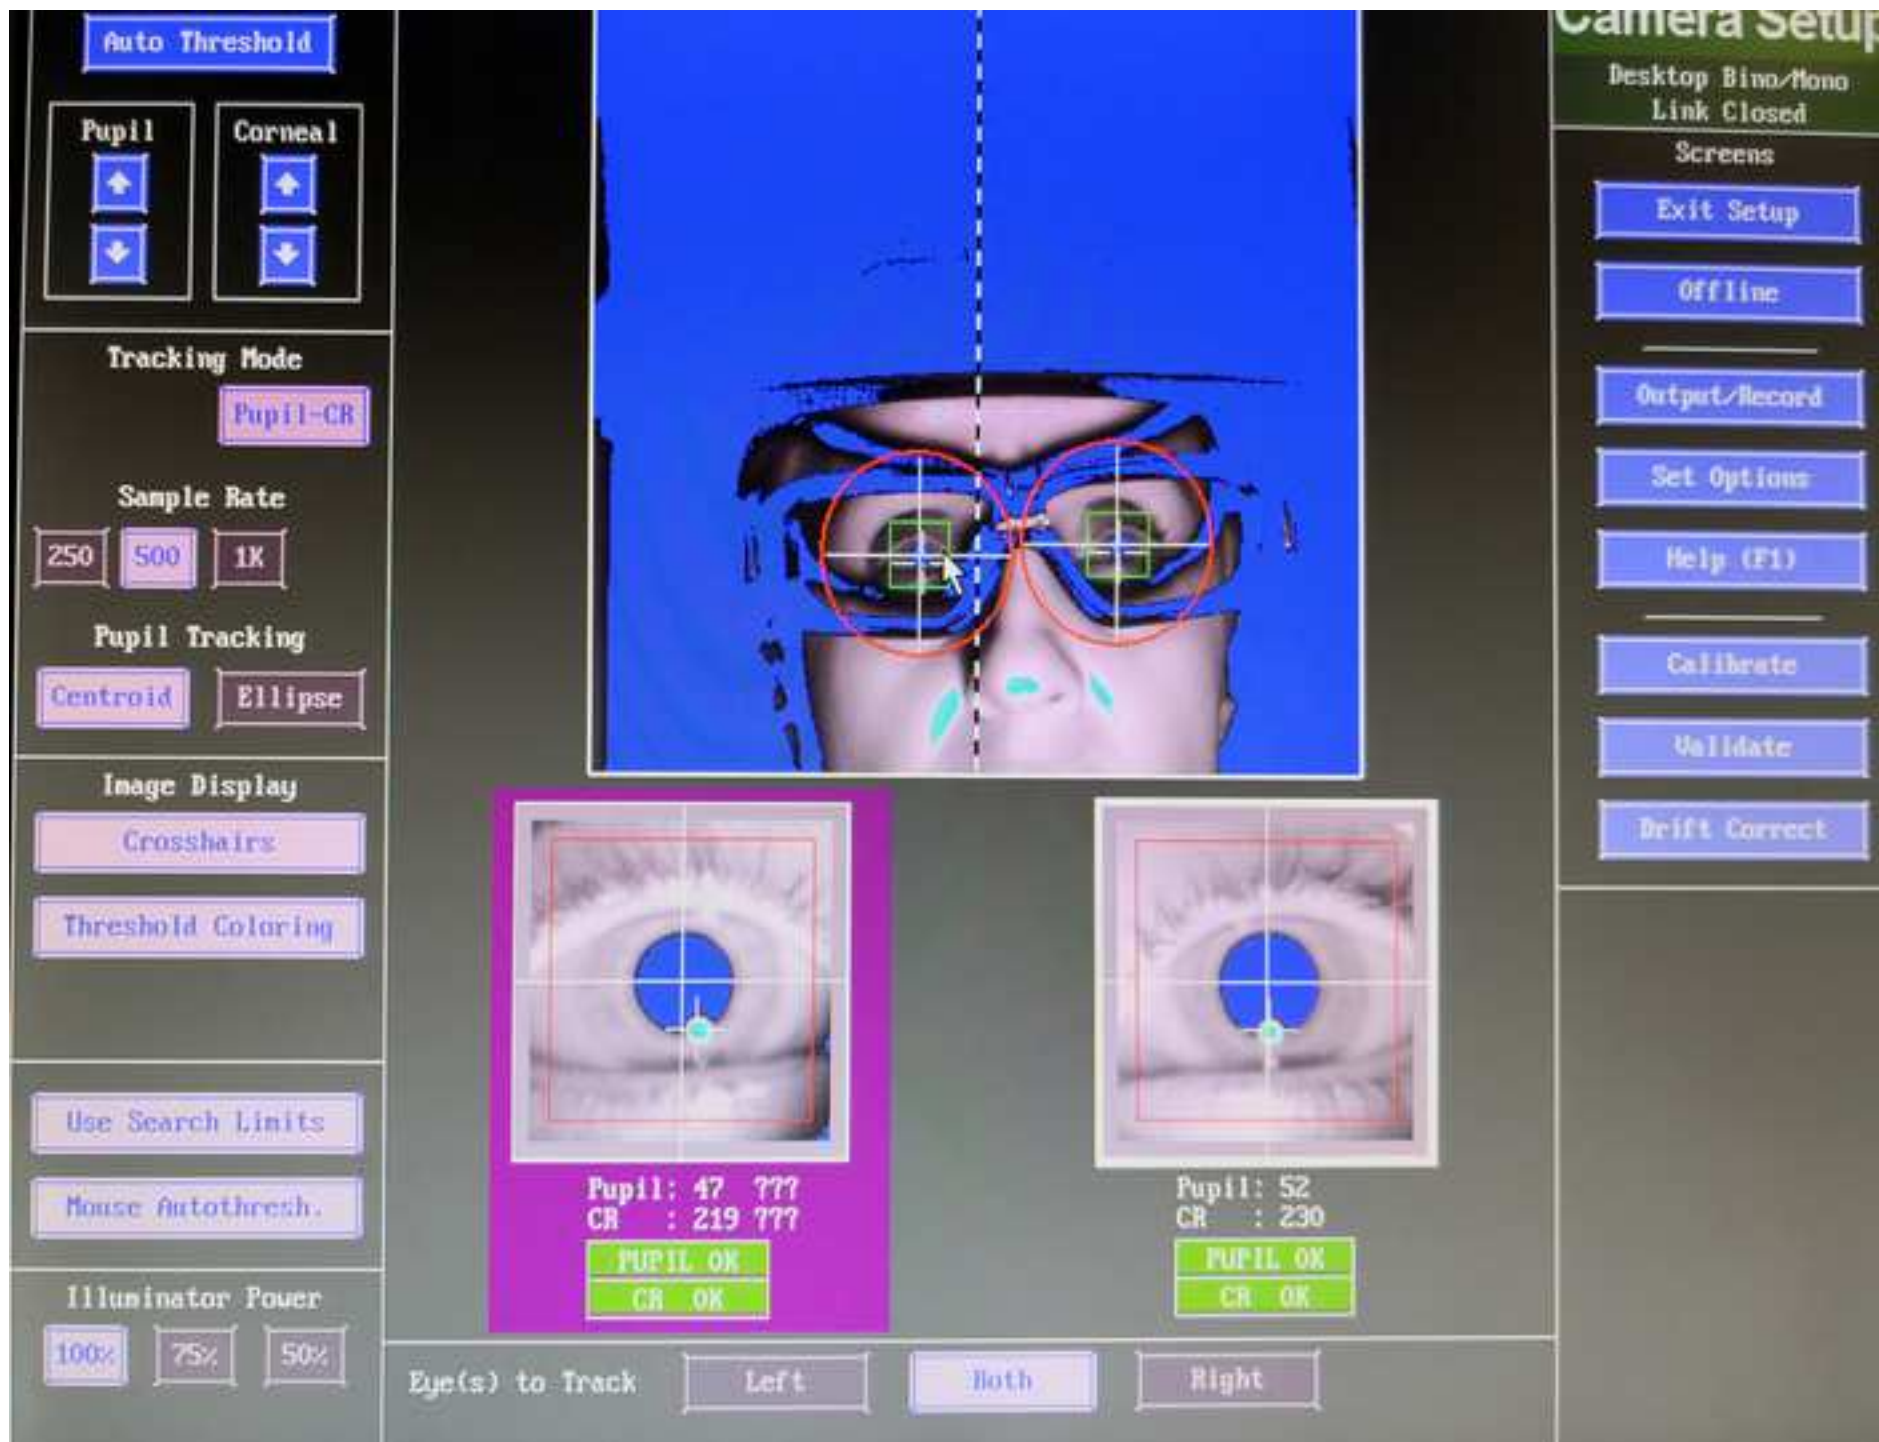 Auto Threshold
Pupil
Corneal
Tracking Mode
Pupil-CR
Sample Rate
250 500 1K
Pupil Tracking
Centroid Ellipse
Image Display
Crosshairs
Threshold Coloring
Use Search Limits
Mouse Autothresh.
Illuminator Power
100% 75% 50%
Pupil: 47 ???
CR : 219 ???
PUPIL OK
CR OK
Pupil: 52
CR : 230
PUPIL OK
CR OK
Eye(s) to Track Left Both Right
Camera Setup
Desktop Bino/Mono
Link Closed
Screens
Exit Setup
Offline
Output/Record
Set Options
Help (F1)
Calibrate
Validate
Drift Correct